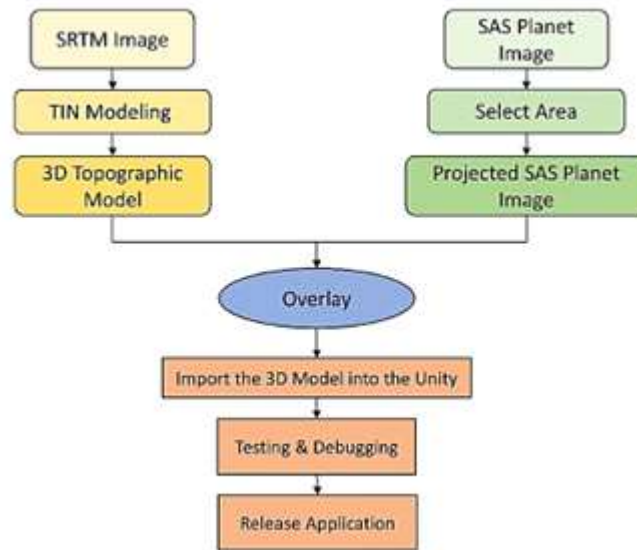 SRTM Image
TIN Modeling
3D Topographic
Model
SAS Planet
Image
Select Area
Projected SAS Planet
Image
Overlay
Import the 3D Model into the Unity
Testing & Debugging
Release Application